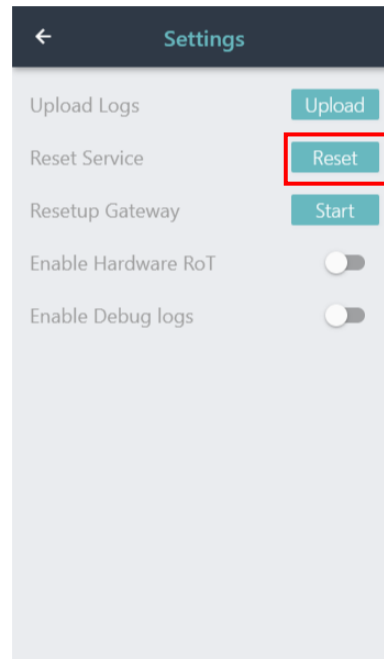 Settings
Upload Logs Upload
Reset Service Reset
Resetup Gateway Start
Enable Hardware RoT
Enable Debug logs